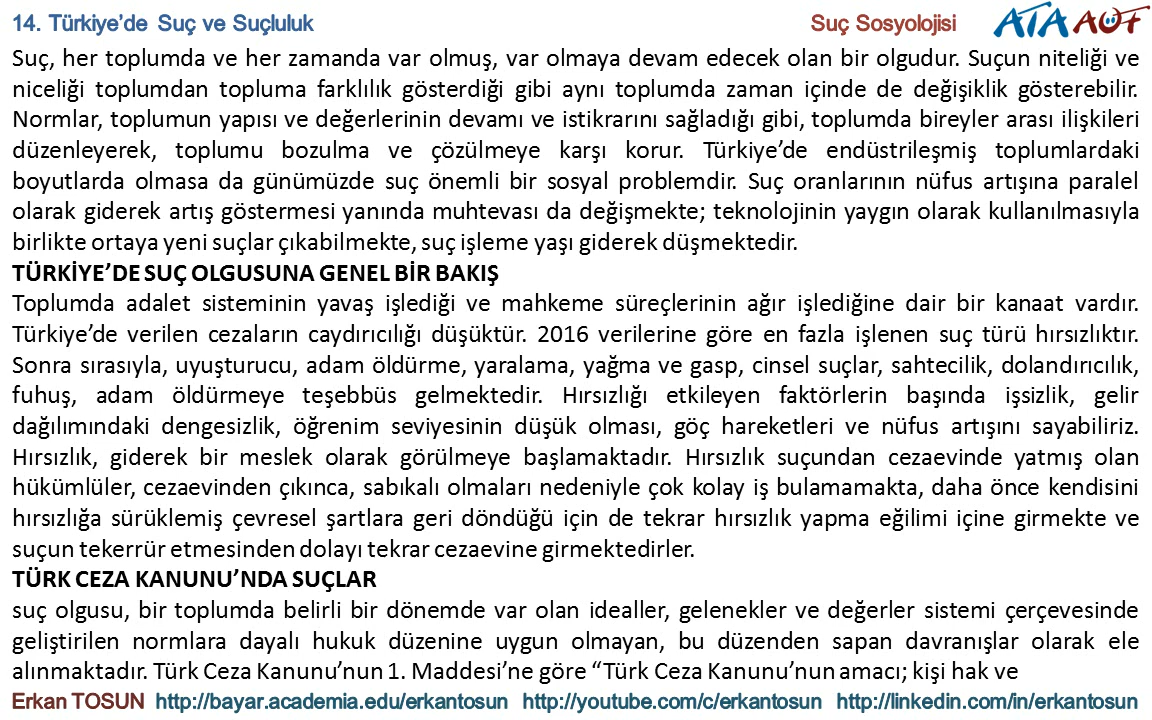 14. Türkiye’de Suç ve Suçluluk Suç Sosyolojisi ATA AÖF
Suç, her toplumda ve her zamanda var olmuş, var olmaya devam edecek olan bir olgudur. Suçun niteliği ve
niceliği toplumdan topluma farklılık gösterdiği gibi aynı toplumda zaman içinde de değişiklik gösterebilir.
Normlar, toplumun yapısı ve değerlerinin devamı ve istikrarını sağladığı gibi, toplumda bireyler arası ilişkileri
düzenleyerek, toplumu bozulma ve çözülmeye karşı korur. Türkiye’de endüstrileşmiş toplumlardaki
boyutlarda olmasa da günümüzde suç önemli bir sosyal problemdir. Suç oranlarının nüfus artışına paralel
olarak giderek artış göstermesi yanında muhtevası da değişmekte; teknolojinin yaygın olarak kullanılmasıyla
birlikte ortaya yeni suçlar çıkabilmekte, suç işleme yaşı giderek düşmektedir.
TÜRKİYE’DE SUÇ OLGUSUNA GENEL BİR BAKIŞ
Toplumda adalet sisteminin yavaş işlediği ve mahkeme süreçlerinin ağır işlediğine dair bir kanaat vardır.
Türkiye’de verilen cezaların caydırıcılığı düşüktür. 2016 verilerine göre en fazla işlenen suç türü hırsızlıktır.
Sonra sırasıyla, uyuşturucu, adam öldürme, yaralama, yağma ve gasp, cinsel suçlar, sahtecilik, dolandırıcılık,
fuhuş, adam öldürmeye teşebbüs gelmektedir. Hırsızlığı etkileyen faktörlerin başında işsizlik, gelir
dağılımındaki dengesizlik, öğrenim seviyesinin düşük olması, göç hareketleri ve nüfus artışını sayabiliriz.
Hırsızlık, giderek bir meslek olarak görülmeye başlamaktadır. Hırsızlık suçundan cezaevinde yatmış olan
hükümlüler, cezaevinden çıkınca, sabıkalı olmaları nedeniyle çok kolay iş bulamamakta, daha önce kendisini
hırsızlığa sürüklemiş çevresel şartlara geri döndüğü için de tekrar hırsızlık yapma eğilimi içine girmekte ve
suçun tekerrür etmesinden dolayı tekrar cezaevine girmektedirler.
TÜRK CEZA KANUNU’NDA SUÇLAR
suç olgusu, bir toplumda belirli bir dönemde var olan idealler, gelenekler ve değerler sistemi çerçevesinde
geliştirilen normlara dayalı hukuk düzenine uygun olmayan, bu düzenden sapan davranışlar olarak ele
alınmaktadır. Türk Ceza Kanunu’nun 1. Maddesi’ne göre “Türk Ceza Kanunu’nun amacı; kişi hak ve
Erkan TOSUN http://bayar.academia.edu/erkantosun http://youtube.com/c/erkantosun http://linkedin.com/in/erkantosun